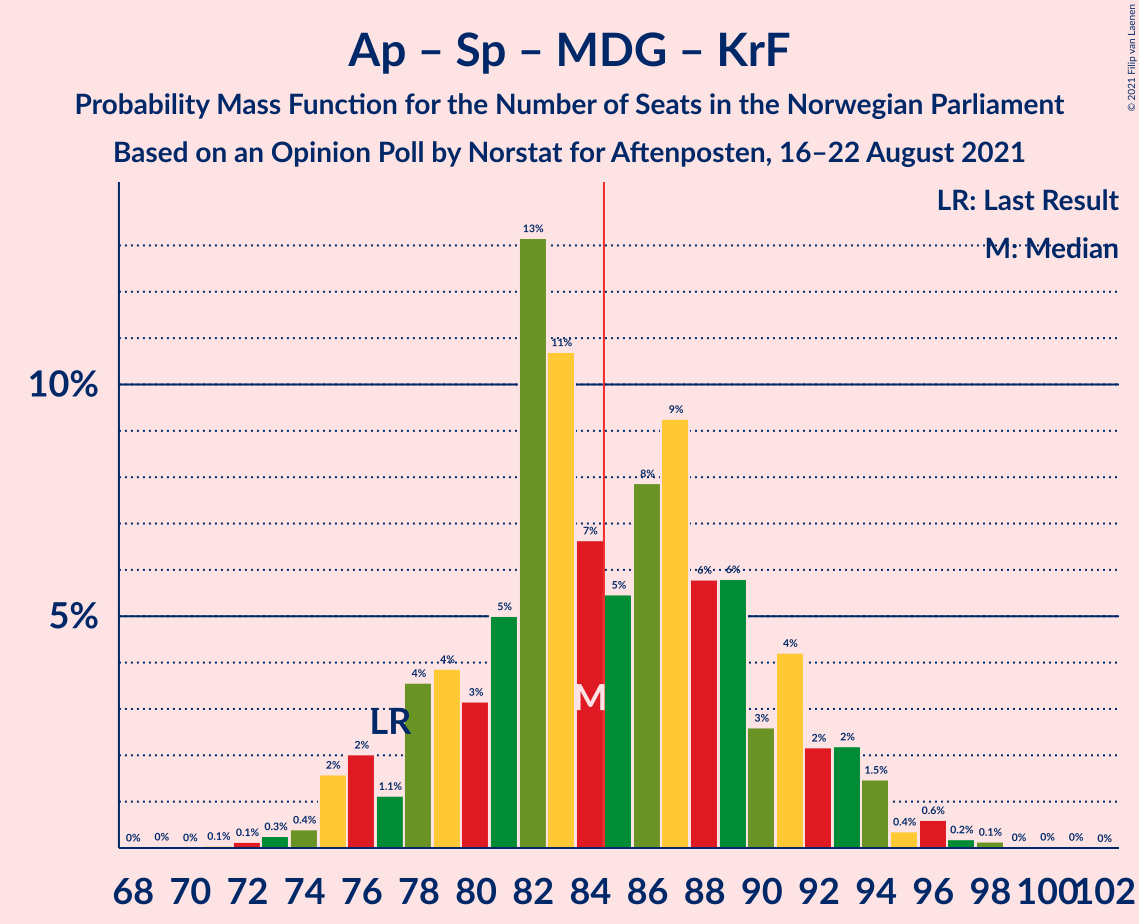 Ap – Sp – MDG – KrF
Probability Mass Function for the Number of Seats in the Norwegian Parliament
Based on an Opinion Poll by Norstat for Aftenposten, 16–22 August 2021
© 2021 Filip van Laenen
LR: Last Result
M: Median
10%
5%
0% 0% 0% 0.1% 0.1% 0.3% 0.4% 2% 2% 1.1% 4% 4% 3% 5% 13% 11% 7% 5% 8% 9% 6% 6% 3% 4% 2% 2% 1.5% 0.4% 0.6% 0.2% 0.1% 0% 0% 0% 0%
LR
M
68 70 72 74 76 78 80 82 84 86 88 90 92 94 96 98 100 102